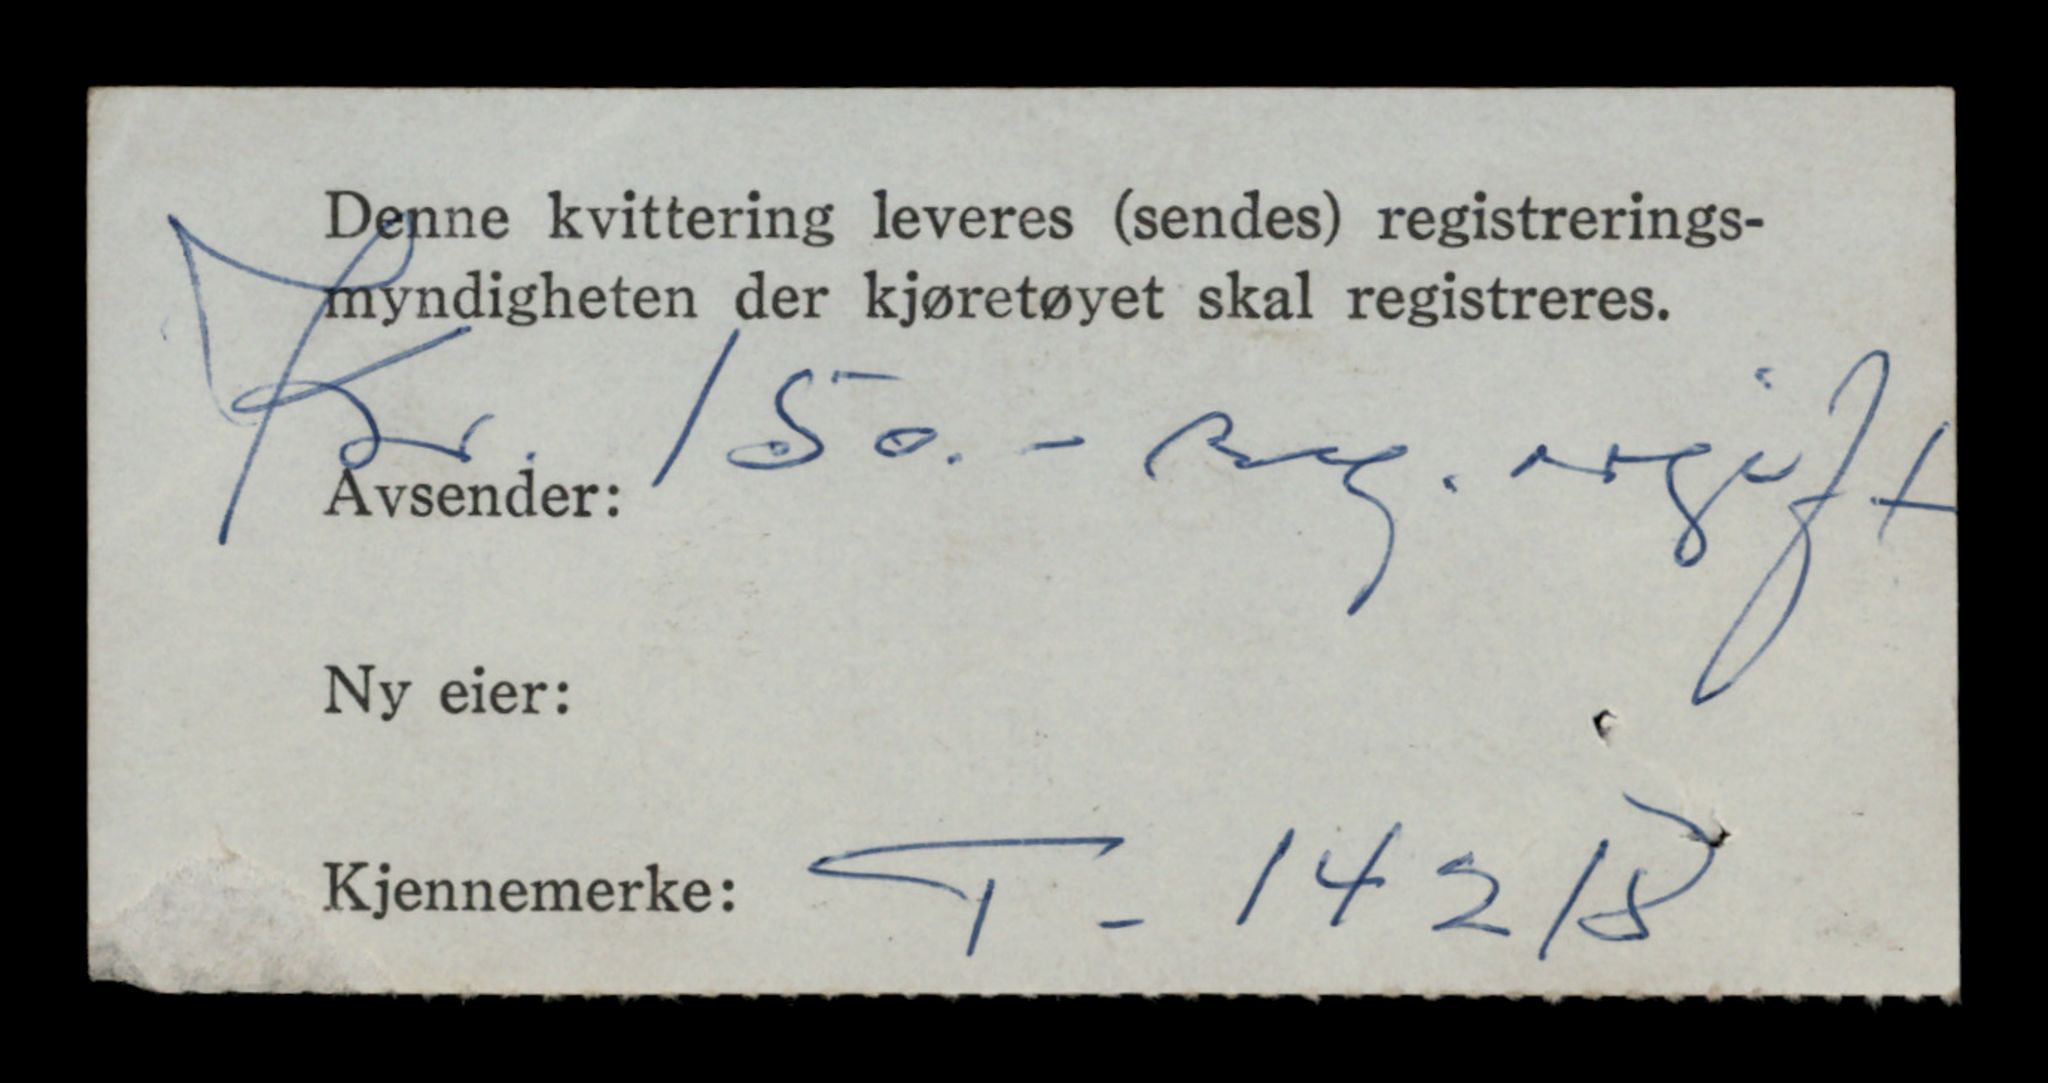 Denne kvittering leveres (sendes) registrerings-
myndigheten der kjøretøyet skal registreres.
Kr. 150.- reg. avgift
Avsender:
Ny eier:
Kjennemerke: T-14218